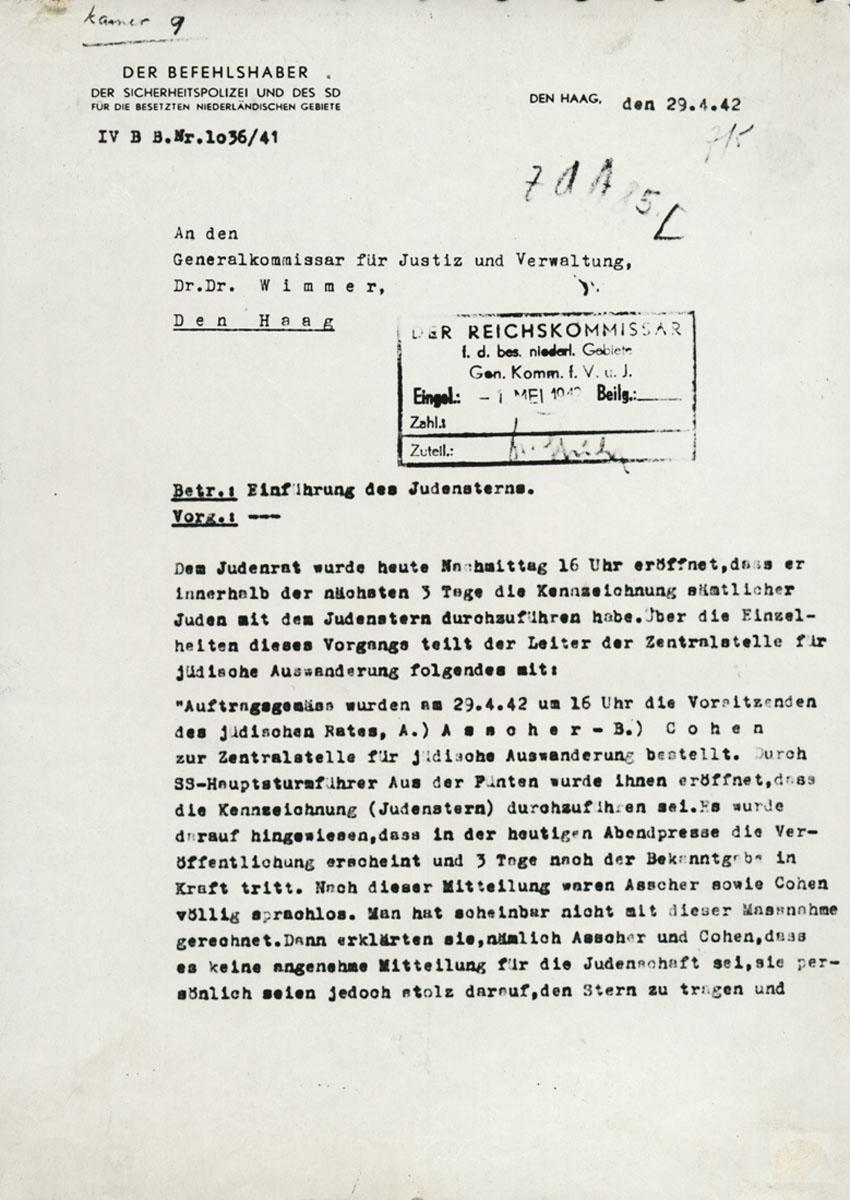 kamer 9
DER BEFEHLSHABER
DER SICHERHEITSPOLIZEI UND DES SD
FÜR DIE BESETZTEN NIEDERLÄNDISCHEN GEBIETE
DEN HAAG, den 29.4.42
IV B B.Nr.1o36/41
An den
Generalkommissar für Justiz und Verwaltung,
Dr.Dr. W i m m e r,
D e n H a a g
DER REICHSKOMMISSAR
f. d. bes. niederl. Gebiete
Gen. Komm. f. V. u. J.
Eingel.: - 1 MEI 1942 Beilg.:
Zahl.:
Zuteil.:
Betr.: Einführung des Judensterns.
Vorg.: ---
Dem Judenrat wurde heute Nachmittag 16 Uhr eröffnet,dass er
innerhalb der nächsten 3 Tage die Kennzeichnung sämtlicher
Juden mit dem Judenstern durchzuführen habe.Über die Einzel-
heiten dieses Vorgangs teilt der Leiter der Zentralstelle für
jüdische Auswanderung folgendes mit:
"Auftragsgemäss wurden am 29.4.42 um 16 Uhr die Vorsitzenden
des jüdischen Rates, A.) A s s c h e r - B.) C o h e n
zur Zentralstelle für jüdische Auswanderung bestellt. Durch
SS-Hauptsturmführer Aus der Fünten wurde ihnen eröffnet,dass
die Kennzeichnung (Judenstern) durchzuführen sei.Es wurde
darauf hingewiesen,dass in der heutigen Abendpresse die Ver-
öffentlichung erscheint und 3 Tage nach der Bekanntgabe in
Kraft tritt. Nach dieser Mitteilung waren Asscher sowie Cohen
völlig sprachlos. Man hat scheinbar nicht mit dieser Massnahme
gerechnet.Dann erklärten sie,nämlich Asscher und Cohen,dass
es keine angenehme Mitteilung für die Judenschaft sei,sie per-
sönlich seien jedoch stolz darauf,den Stern zu tragen und